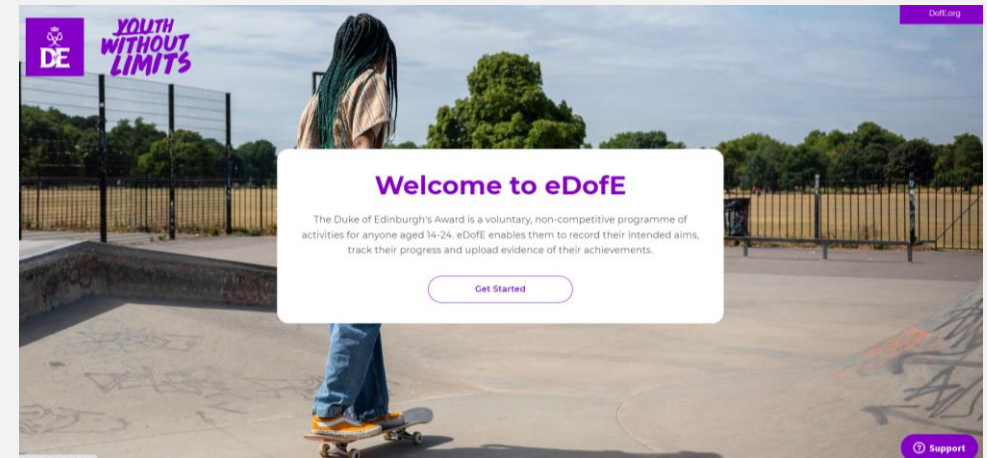 DofE.org
DE
YOUTH
WITHOUT
LIMITS
Welcome to eDofE
The Duke of Edinburgh's Award is a voluntary, non-competitive programme of
activities for anyone aged 14-24. eDofE enables them to record their intended aims,
track their progress and upload evidence of their achievements.
Get Started
Support